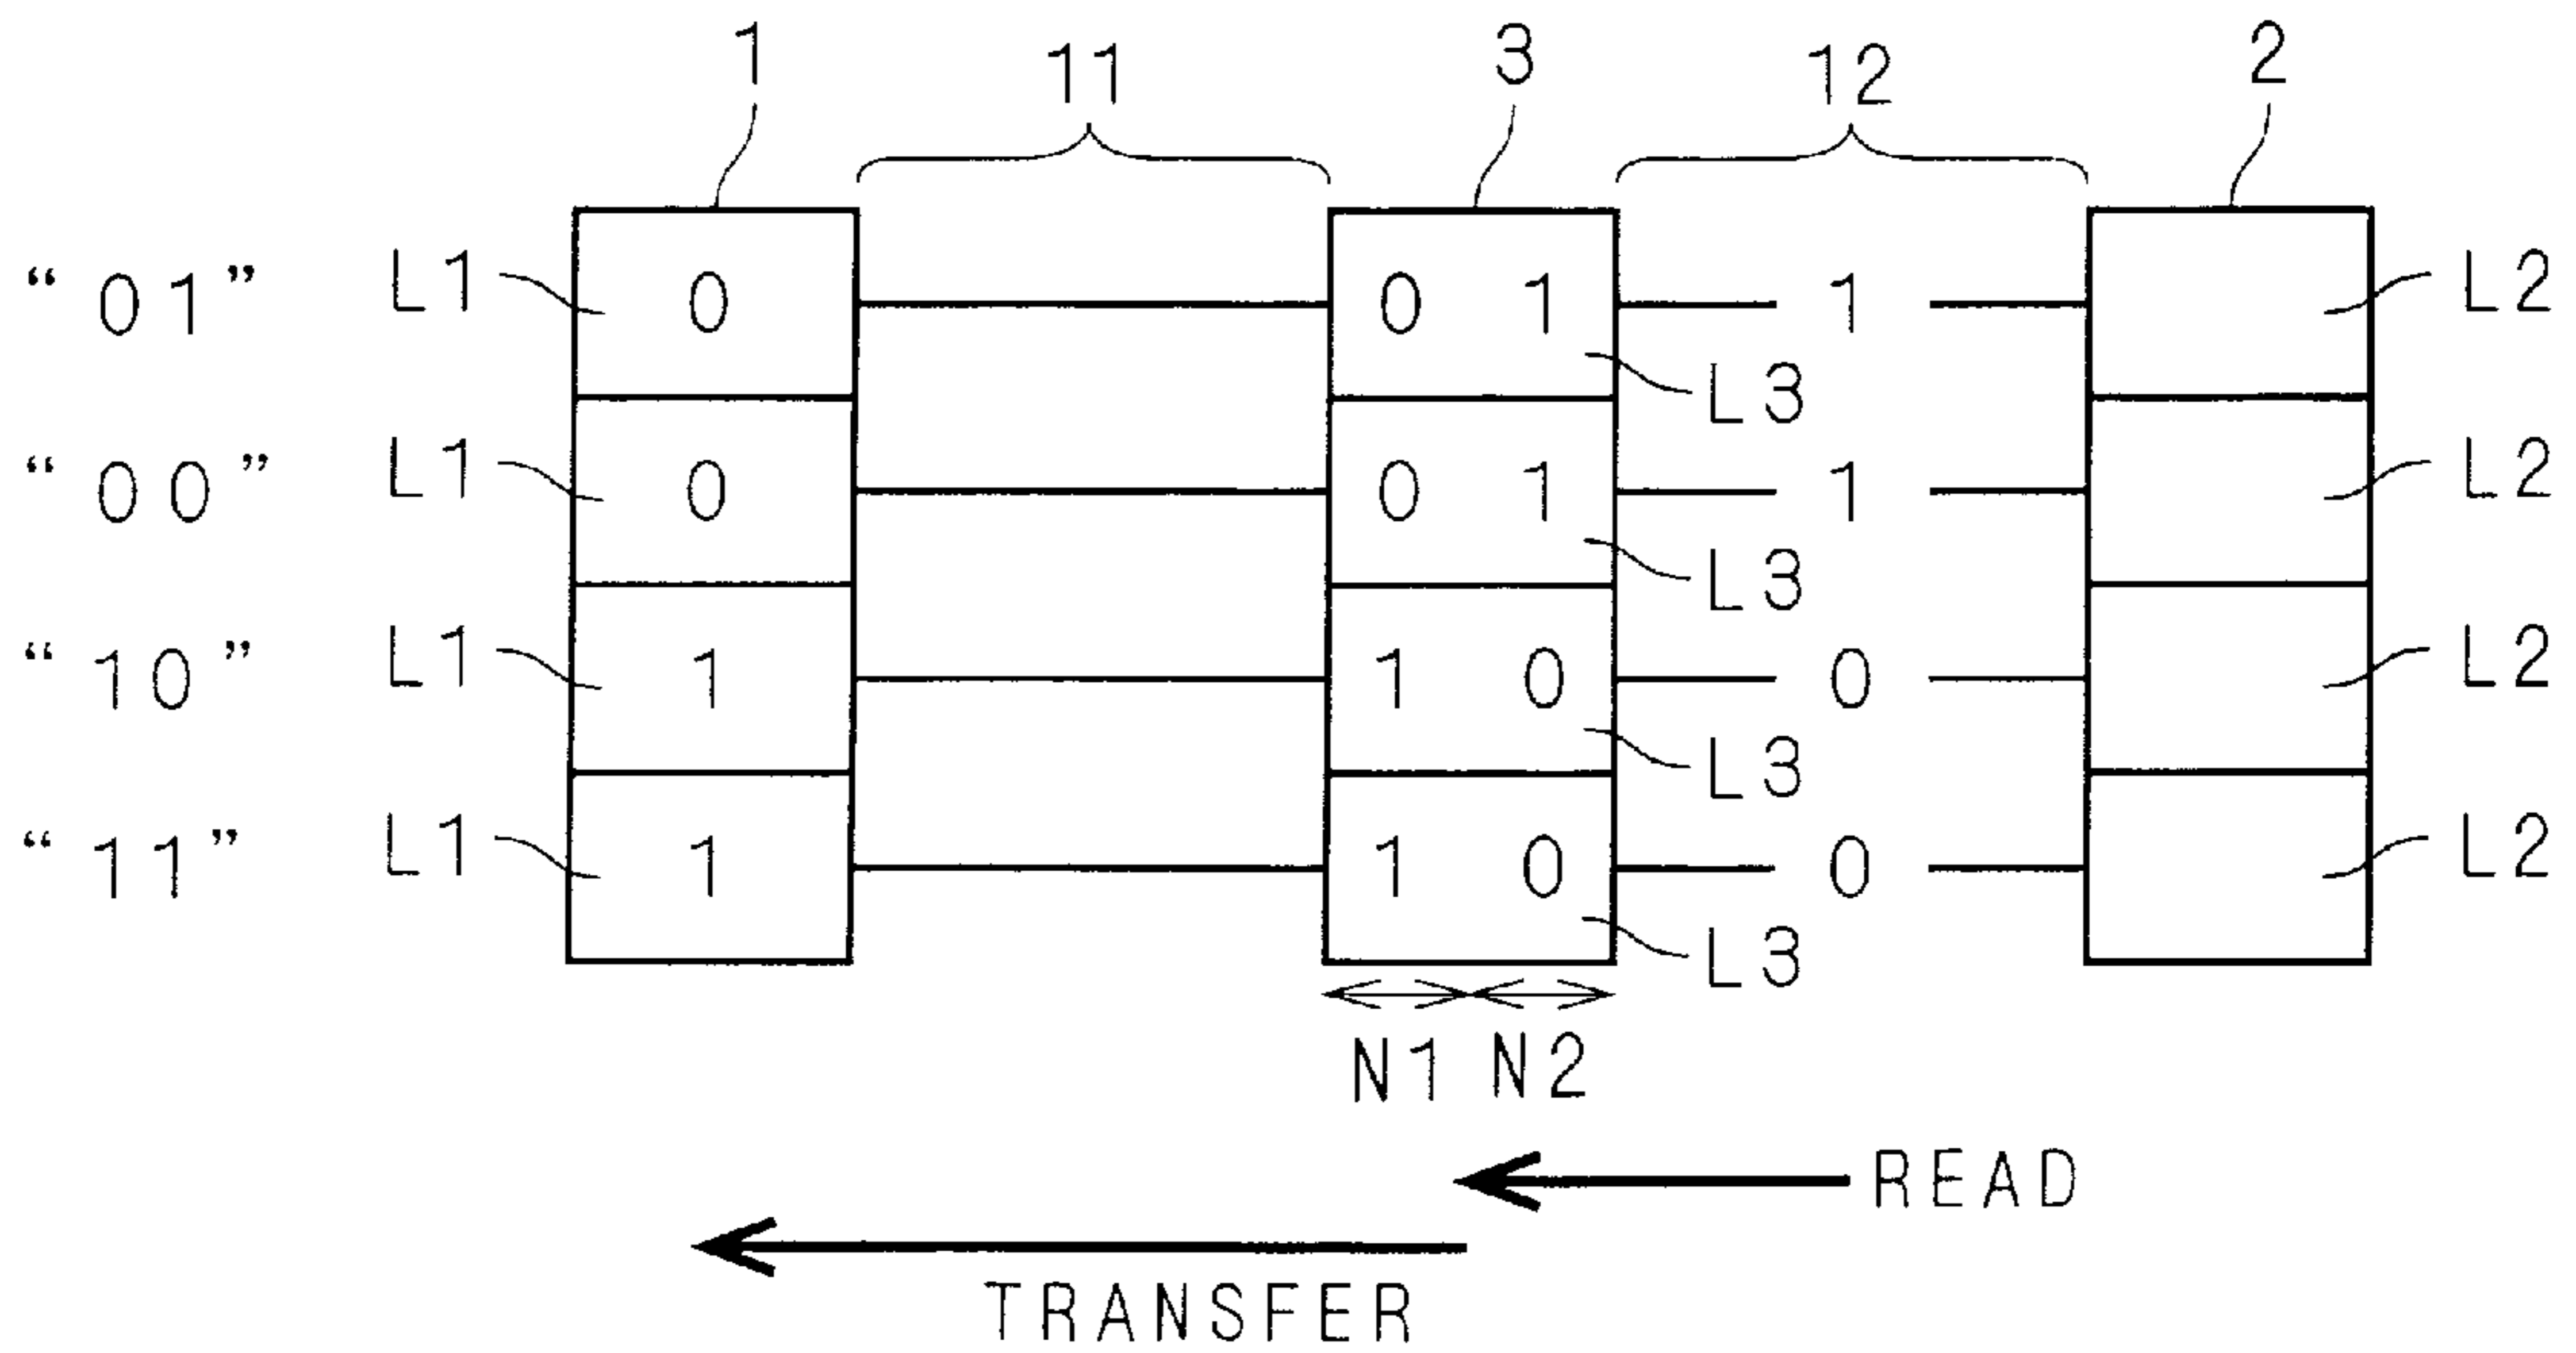 1 11 3 12 2
“01” L1 0 0 1 1 L2
L3
“00” L1 0 0 1 1 L2
L3
“10” L1 1 1 0 0 L2
L3
“11” L1 1 1 0 0 L2
L3
N1 N2
READ
TRANSFER